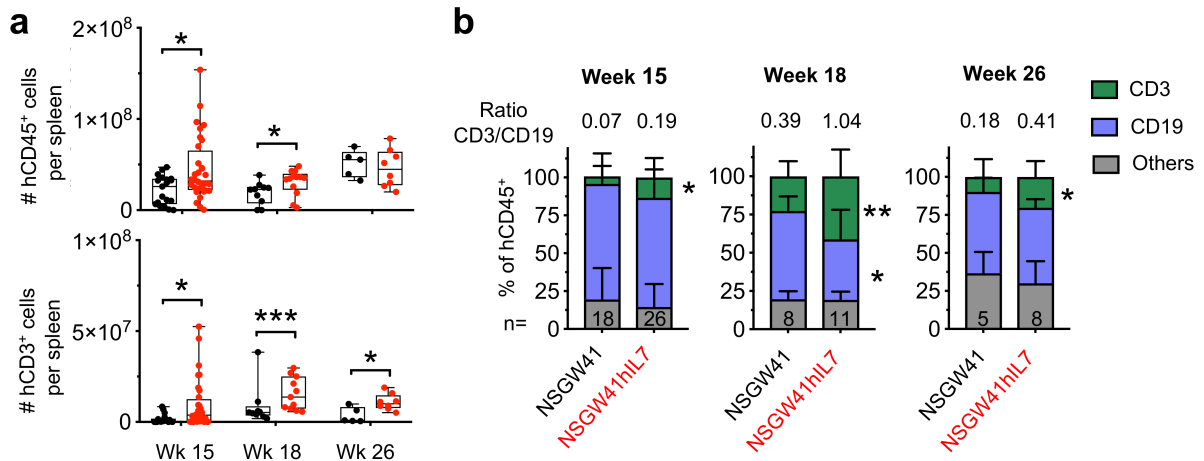 a
# hCD45⁺ cells
per spleen
2×10⁸
1×10⁸
0
*
*
# hCD3⁺ cells
per spleen
1×10⁸
5×10⁷
0
*
***
*
Wk 15 Wk 18 Wk 26
b
Week 15 Week 18 Week 26
Ratio
CD3/CD19
0.07 0.19 0.39 1.04 0.18 0.41
CD3
CD19
Others
% of hCD45⁺
100 100 100
75 75 75
50 50 50
25 25 25
0 0 0
*
**
*
*
n= 18 26 8 11 5 8
NSGW41 NSGW41hIL7 NSGW41 NSGW41hIL7 NSGW41 NSGW41hIL7